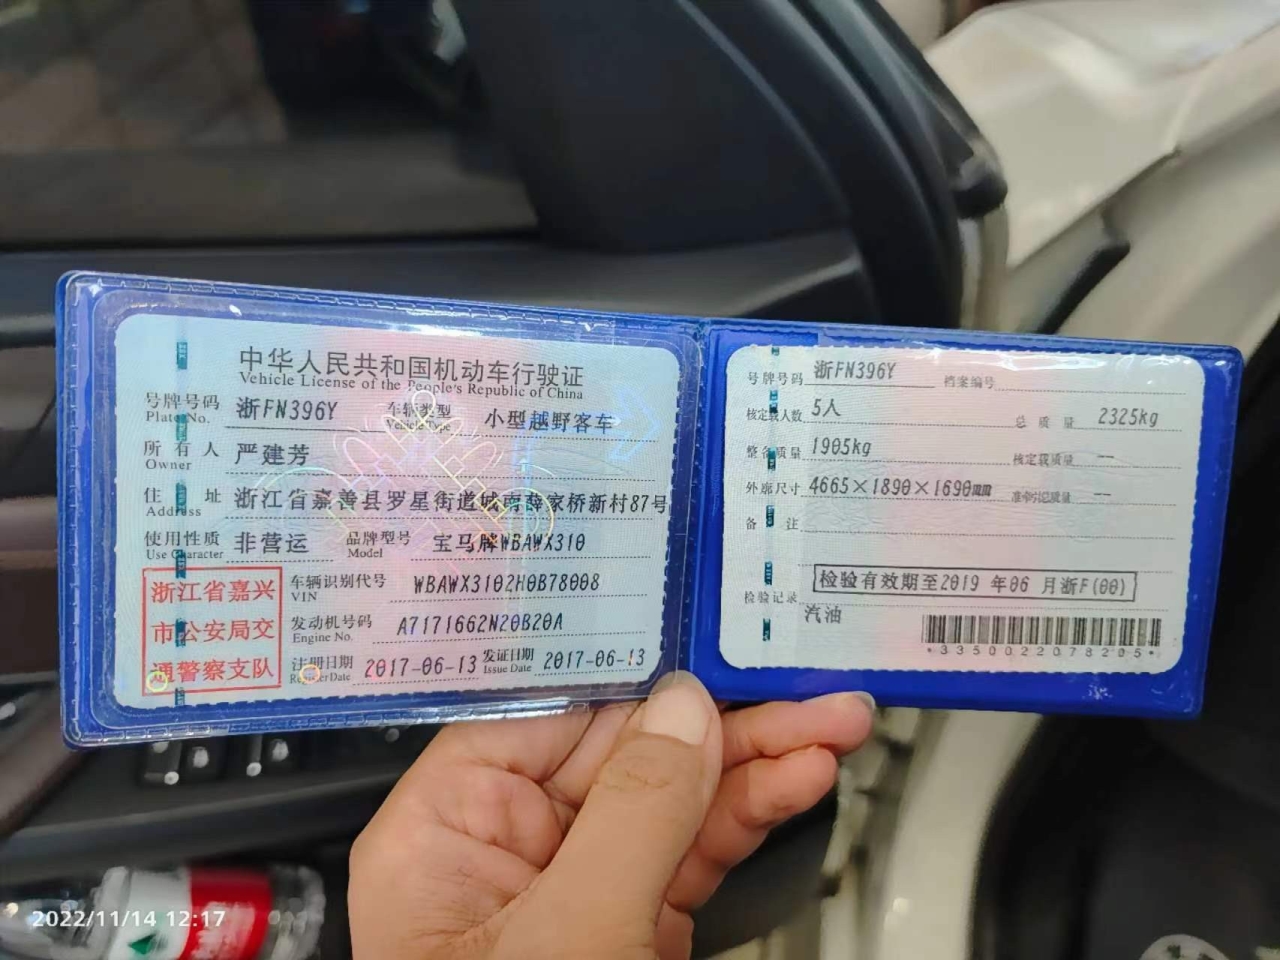 中华人民共和国机动车行驶证
Vehicle License of the People's Republic of China
号牌号码 浙FN396Y 车辆类型 小型越野客车
Plate No. Vehicle Type
所有人 严建芳
Owner
住址 浙江省嘉善县罗星街道城南薛家桥新村87号
Address
使用性质 非营运 品牌型号 宝马牌WBAWX310
Use Character Model
浙江省嘉兴
市公安局交
通警察支队
车辆识别代号 WBAWX3102H0B78008
VIN
发动机号码 A7171662N20B20A
Engine No.
注册日期 2017-06-13 发证日期 2017-06-13
Register Date Issue Date
号牌号码 浙FN396Y 档案编号
核定载人数 5人 总质量 2325kg
整备质量 1905kg 核定载质量 —
外廓尺寸 4665×1890×1690mm 准牵引总质量 —
备注
检验有效期至2019 年06 月浙F(00)
检验记录
汽油
*3350022078205*
2022/11/14 12:17